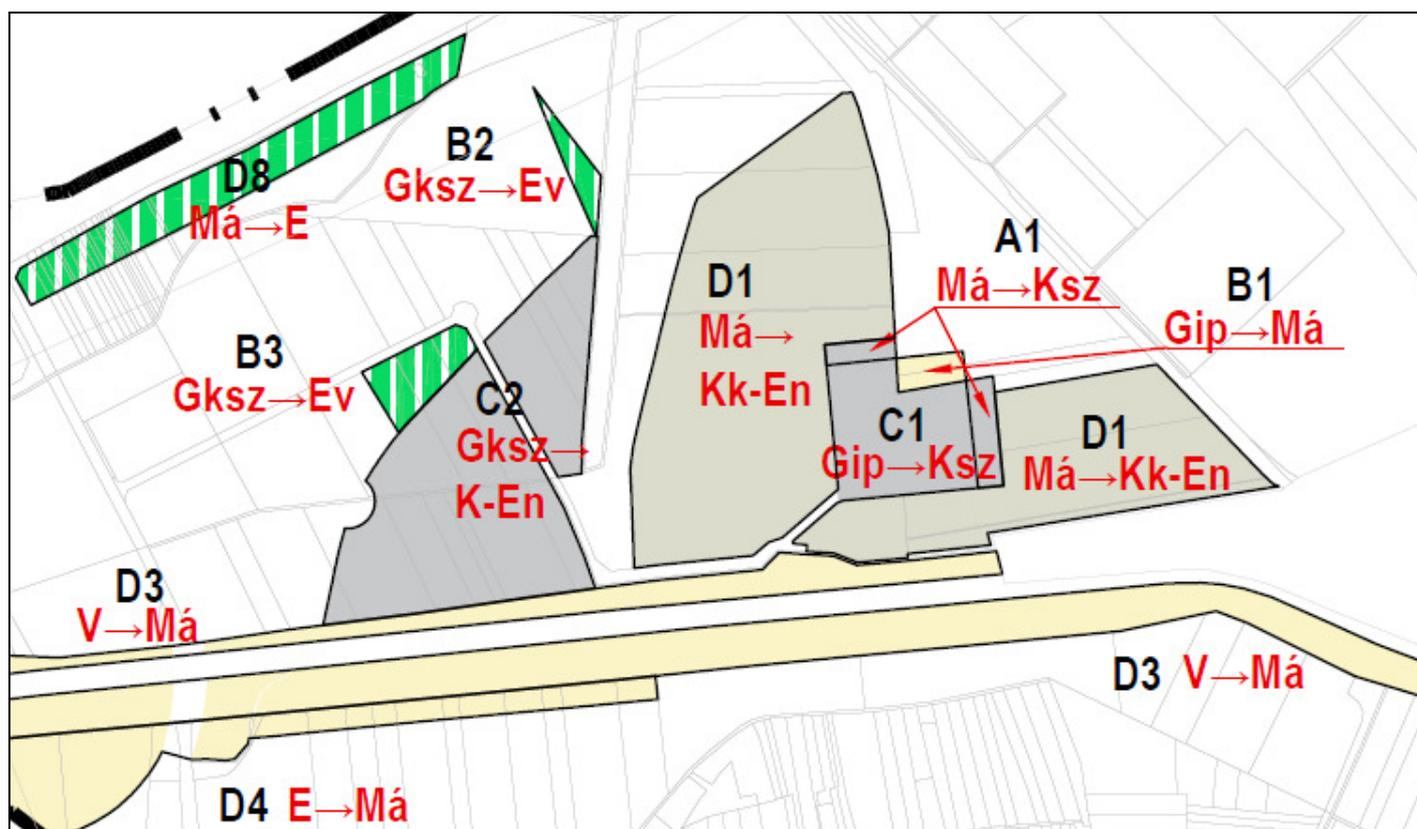 D8
Má→E
B2
Gksz→Ev
B3
Gksz→Ev
C2
Gksz→
K-En
D1
Má→
Kk-En
A1
Má→Ksz
B1
Gip→Má
C1
Gip→Ksz
D1
Má→Kk-En
D3
V→Má
D3 V→Má
D4 E→Má